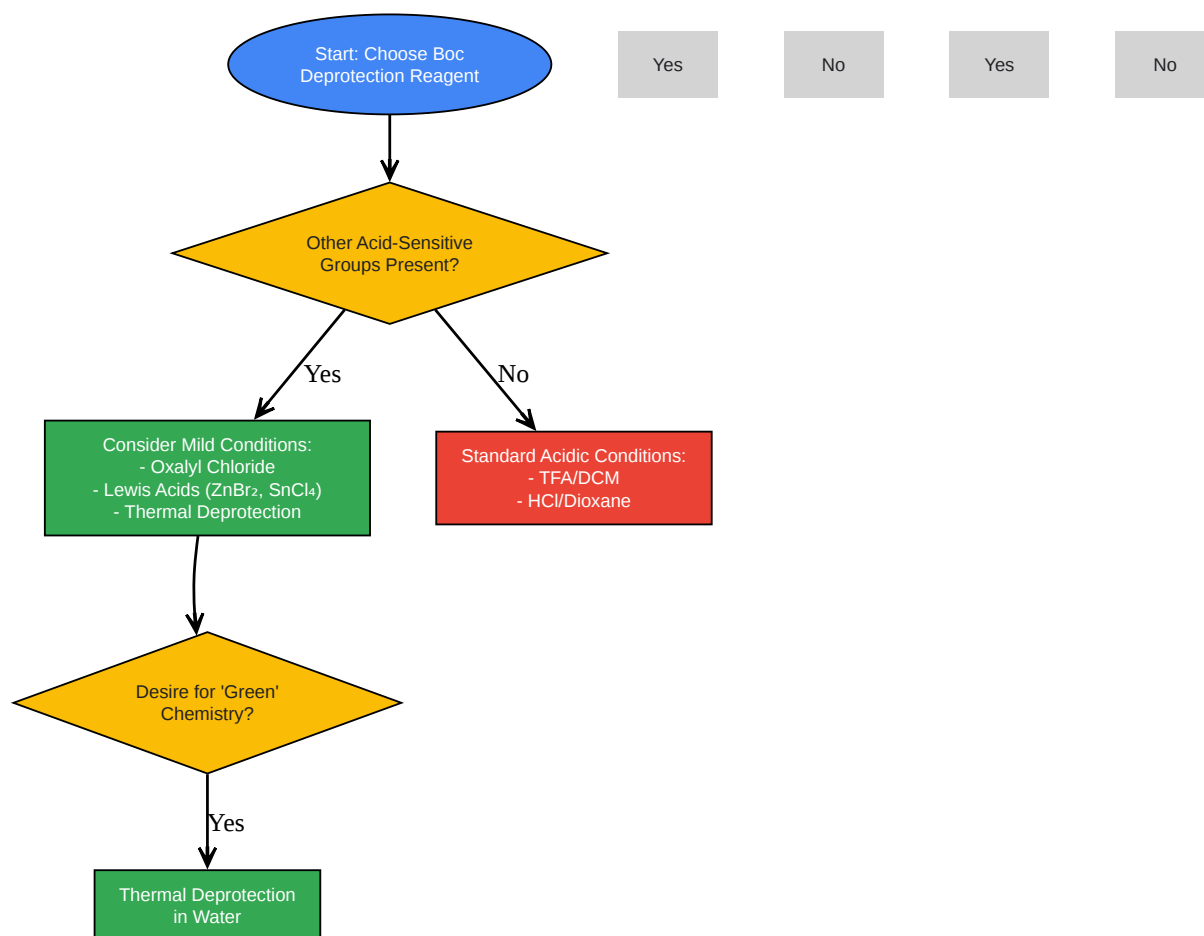 Start: Choose Boc
Deprotection Reagent
Yes
No
Yes
No
Other Acid-Sensitive
Groups Present?
Yes
No
Consider Mild Conditions:
- Oxalyl Chloride
- Lewis Acids (ZnBr₂, SnCl₄)
- Thermal Deprotection
Standard Acidic Conditions:
- TFA/DCM
- HCl/Dioxane
Desire for 'Green'
Chemistry?
Yes
Thermal Deprotection
in Water